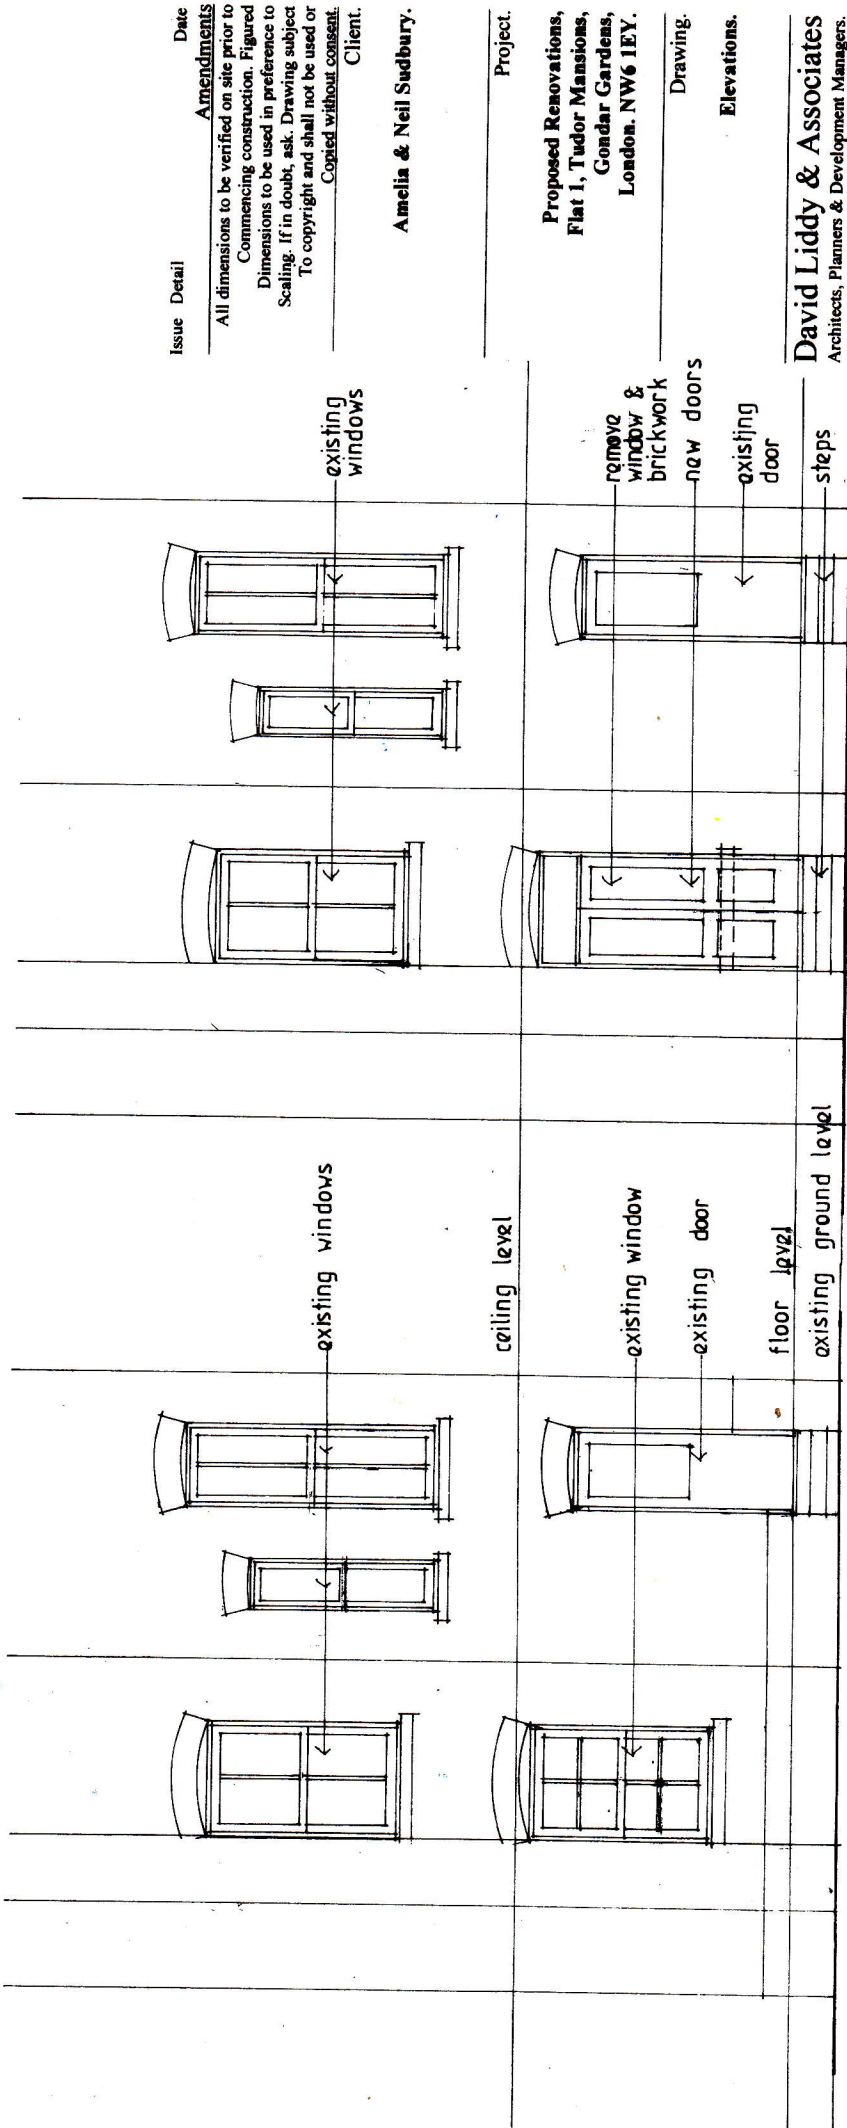 existing windows
ceiling level
existing window
existing door
floor level
existing ground level
existing
windows
remove
window &
brickwork
new doors
existing
door
steps
Issue Detail Date
Amendments
All dimensions to be verified on site prior to
Commencing construction. Figured
Dimensions to be used in preference to
Scaling. If in doubt, ask. Drawing subject
To copyright and shall not be used or
Copied without consent.
Client.
Amelia & Neil Sudbury.
Project.
Proposed Renovations,
Flat 1, Tudor Mansions,
Gondar Gardens,
London. NW6 1EY.
Drawing.
Elevations.
David Liddy & Associates
Architects, Planners & Development Managers.